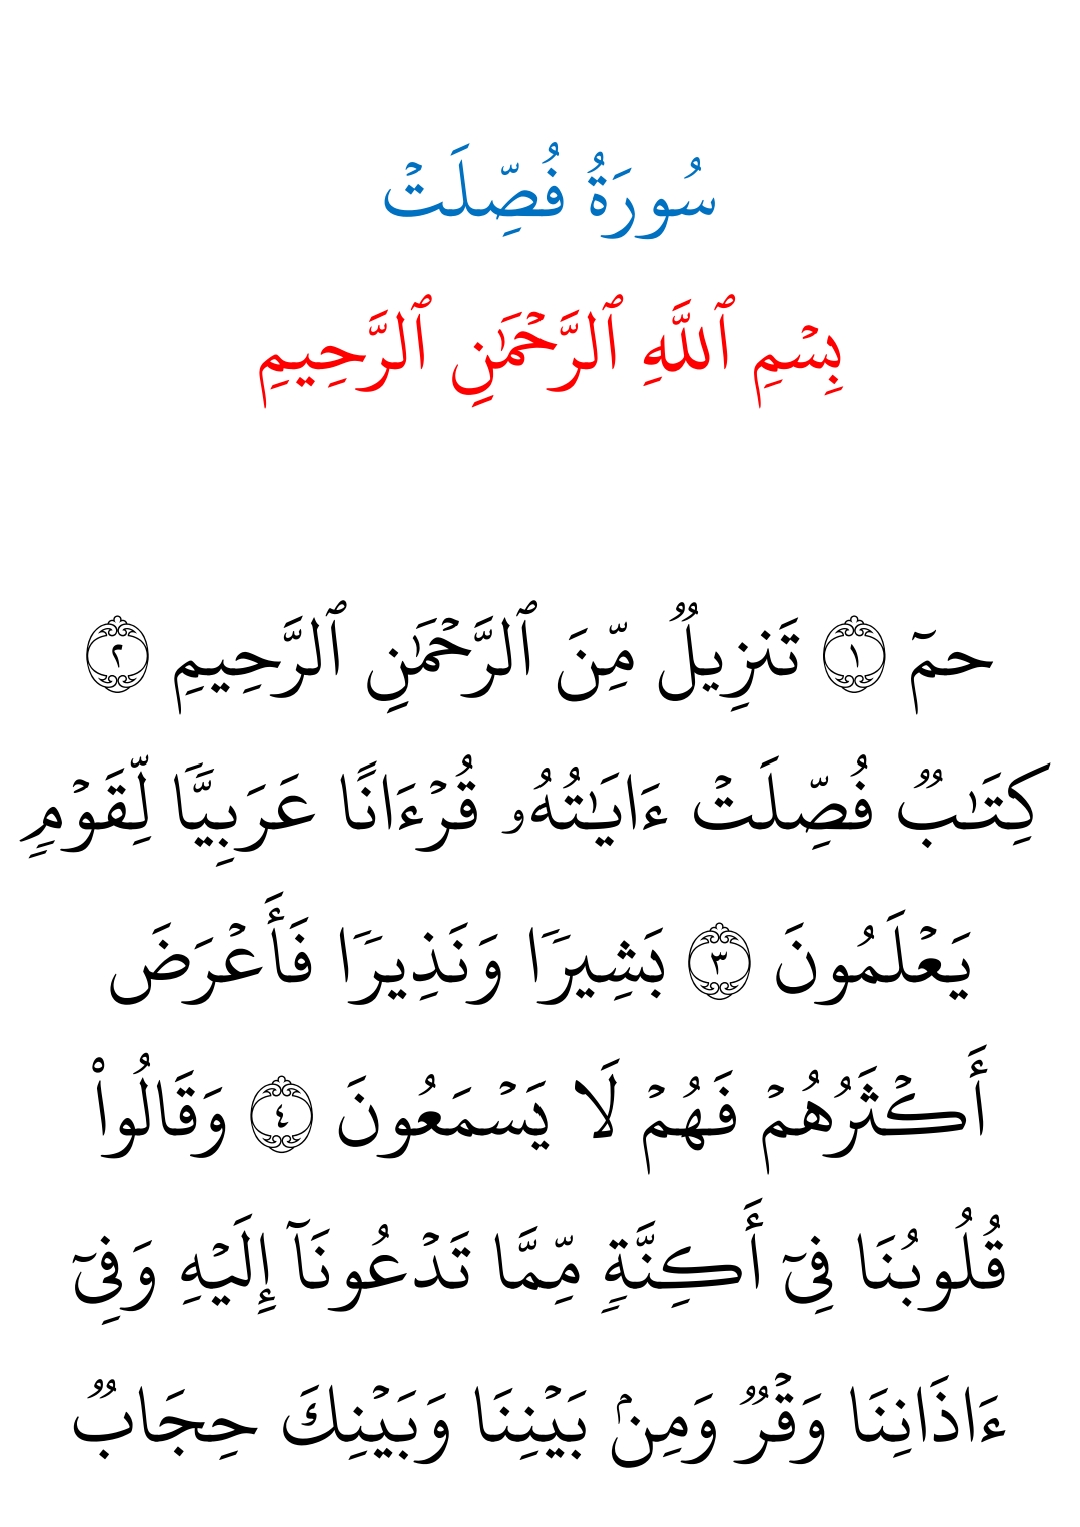 سُورَةُ فُصِّلَتۡ
بِسۡمِ ٱللَّهِ ٱلرَّحۡمَٰنِ ٱلرَّحِيمِ
حمٓ ١ تَنزِيلٞ مِّنَ ٱلرَّحۡمَٰنِ ٱلرَّحِيمِ ٢
كِتَٰبٞ فُصِّلَتۡ ءَايَٰتُهُۥ قُرۡءَانًا عَرَبِيّٗا لِّقَوۡمٖ
يَعۡلَمُونَ ٣ بَشِيرٗا وَنَذِيرٗا فَأَعۡرَضَ
أَكۡثَرُهُمۡ فَهُمۡ لَا يَسۡمَعُونَ ٤ وَقَالُواْ
قُلُوبُنَا فِيٓ أَكِنَّةٖ مِّمَّا تَدۡعُونَآ إِلَيۡهِ وَفِيٓ
ءَاذَانِنَا وَقۡرٞ وَمِنۢ بَيۡنِنَا وَبَيۡنِكَ حِجَابٞ